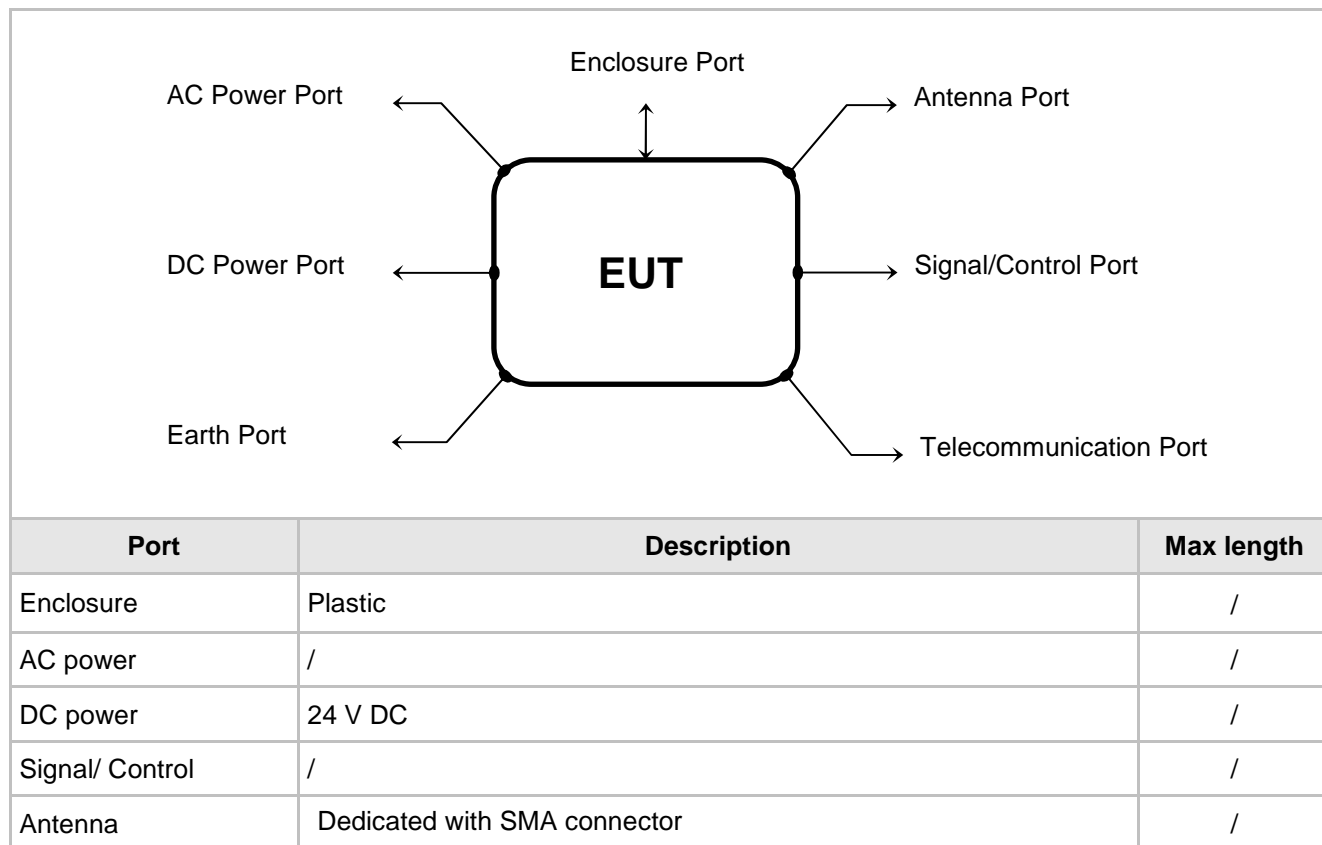 Enclosure Port
AC Power Port
Antenna Port
DC Power Port
EUT
Signal/Control Port
Earth Port
Telecommunication Port
Port Description Max length
Enclosure Plastic /
AC power / /
DC power 24 V DC /
Signal/ Control / /
Antenna Dedicated with SMA connector /